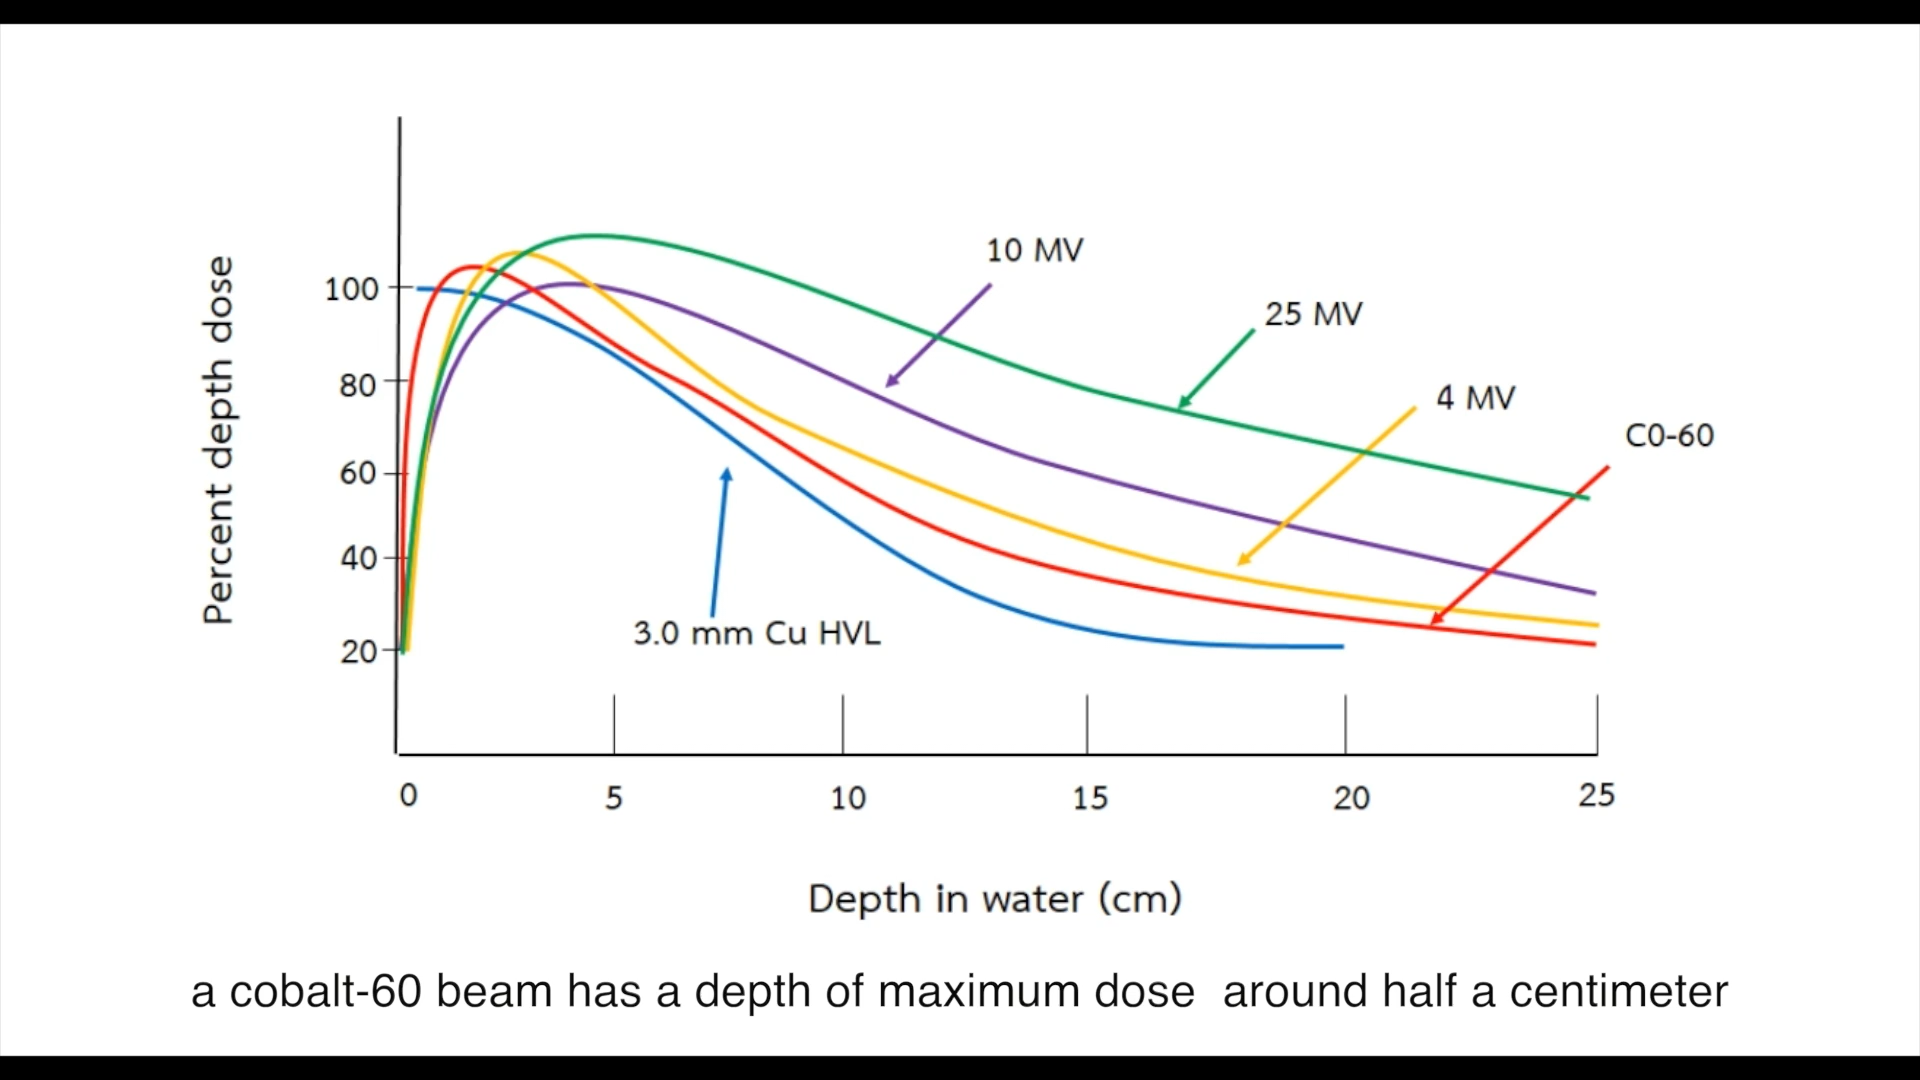 10 MV
25 MV
4 MV
C0-60
3.0 mm Cu HVL
Percent depth dose
100
80
60
40
20
0 5 10 15 20 25
Depth in water (cm)
a cobalt-60 beam has a depth of maximum dose around half a centimeter